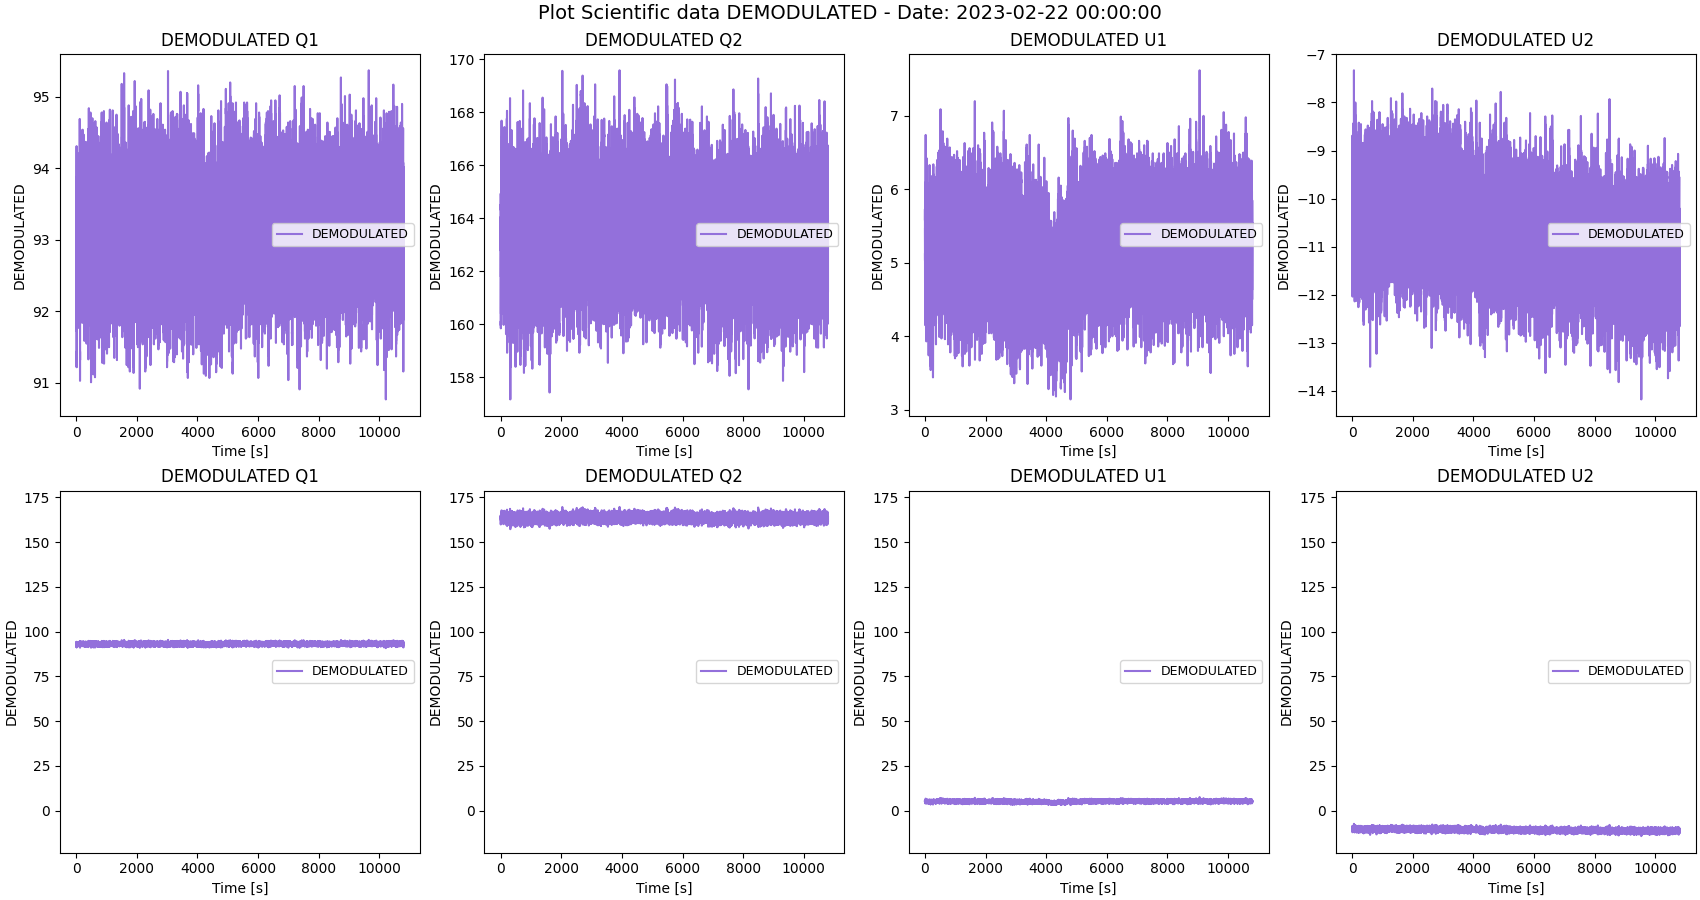 Plot Scientific data DEMODULATED - Date: 2023-02-22 00:00:00
DEMODULATED Q1
DEMODULATED
95
94
93
92
91
DEMODULATED
0 2000 4000 6000 8000 10000
Time [s]
DEMODULATED Q2
DEMODULATED
170
168
166
164
162
160
158
DEMODULATED
0 2000 4000 6000 8000 10000
Time [s]
DEMODULATED U1
DEMODULATED
7
6
5
4
3
DEMODULATED
0 2000 4000 6000 8000 10000
Time [s]
DEMODULATED U2
DEMODULATED
−7
−8
−9
−10
−11
−12
−13
−14
DEMODULATED
0 2000 4000 6000 8000 10000
Time [s]
DEMODULATED Q1
DEMODULATED
175
150
125
100
75
50
25
0
DEMODULATED
0 2000 4000 6000 8000 10000
Time [s]
DEMODULATED Q2
DEMODULATED
175
150
125
100
75
50
25
0
DEMODULATED
0 2000 4000 6000 8000 10000
Time [s]
DEMODULATED U1
DEMODULATED
175
150
125
100
75
50
25
0
DEMODULATED
0 2000 4000 6000 8000 10000
Time [s]
DEMODULATED U2
DEMODULATED
175
150
125
100
75
50
25
0
DEMODULATED
0 2000 4000 6000 8000 10000
Time [s]